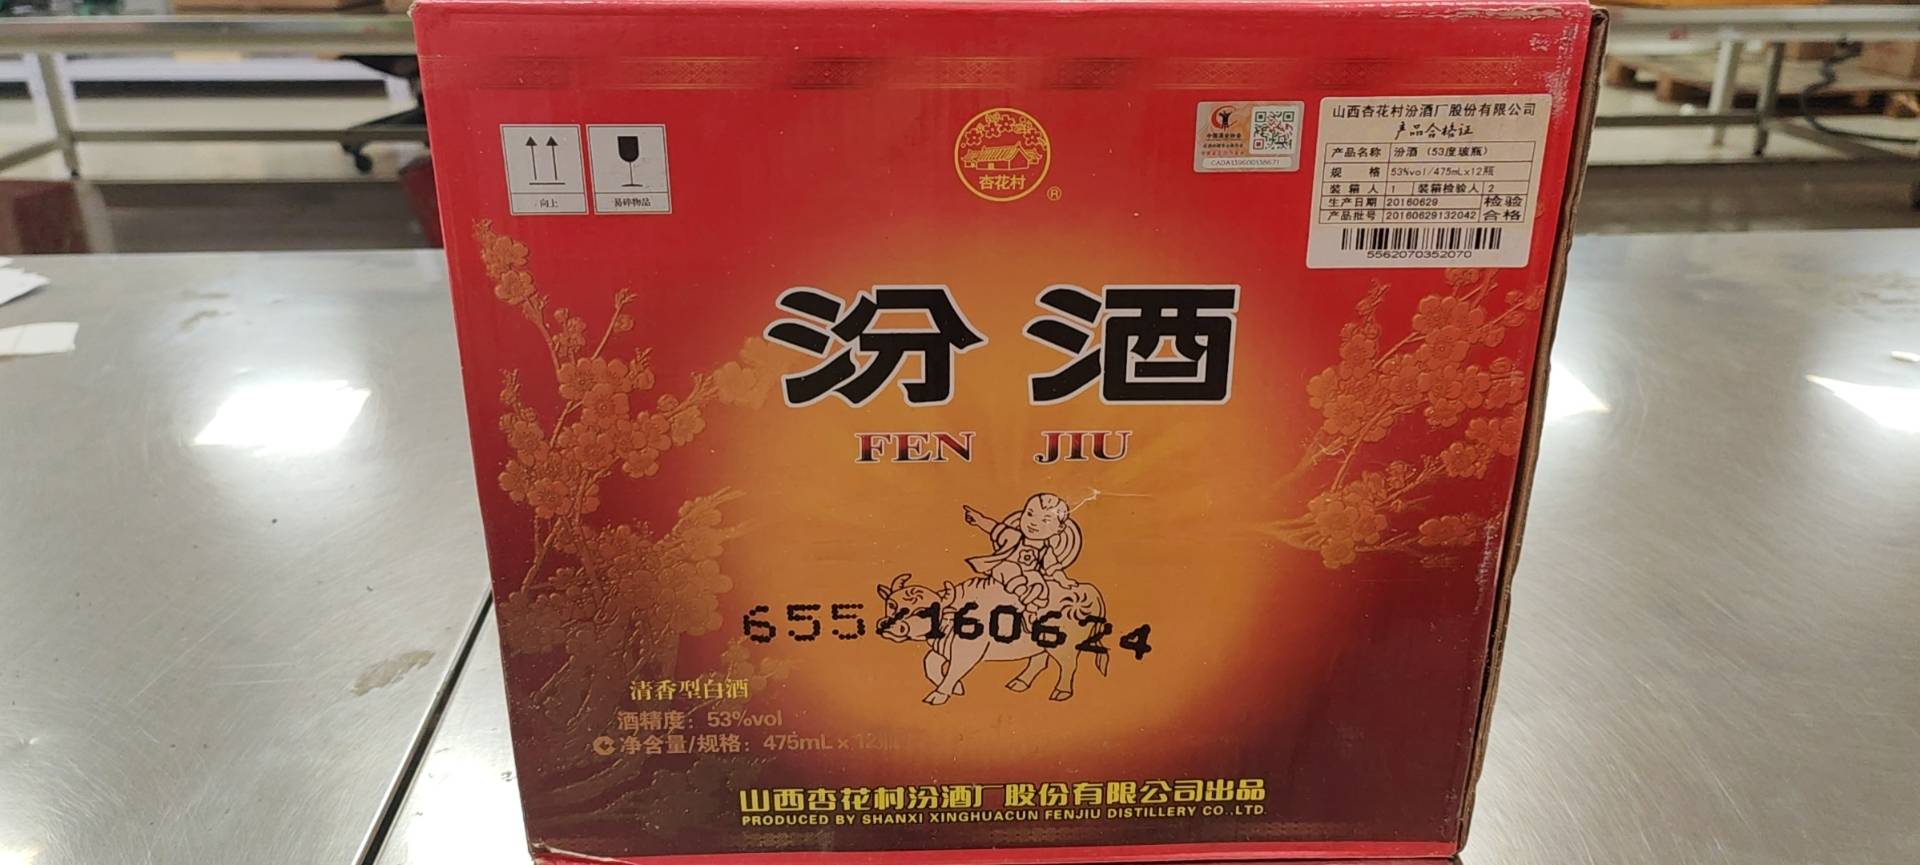 向上
易碎物品
杏花村
®
CADA139600138671
山西杏花村汾酒厂股份有限公司
产品合格证
产品名称 汾酒（53度玻瓶）
规 格 53%vol/475mL×12瓶
装箱人 1 装箱检验人 2
生产日期 20160629 检验
产品批号 20160629132042 合格
5562070352070
汾酒
FEN JIU
655 160624
清香型白酒
酒精度：53%vol
净含量/规格：475mL×12瓶
山西杏花村汾酒厂股份有限公司出品
PRODUCED BY SHANXI XINGHUACUN FENJIU DISTILLERY CO.,LTD.